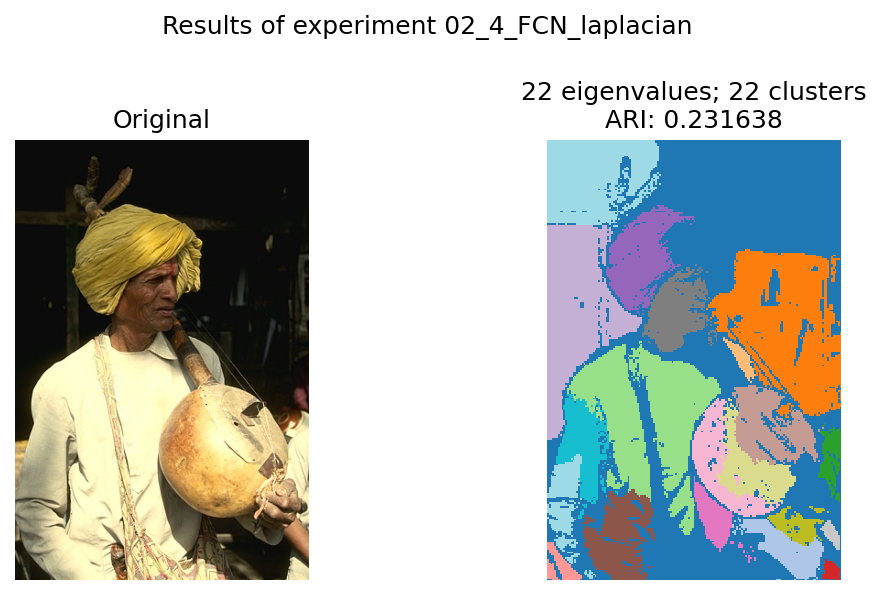 Results of experiment 02_4_FCN_laplacian
Original
22 eigenvalues; 22 clusters
ARI: 0.231638